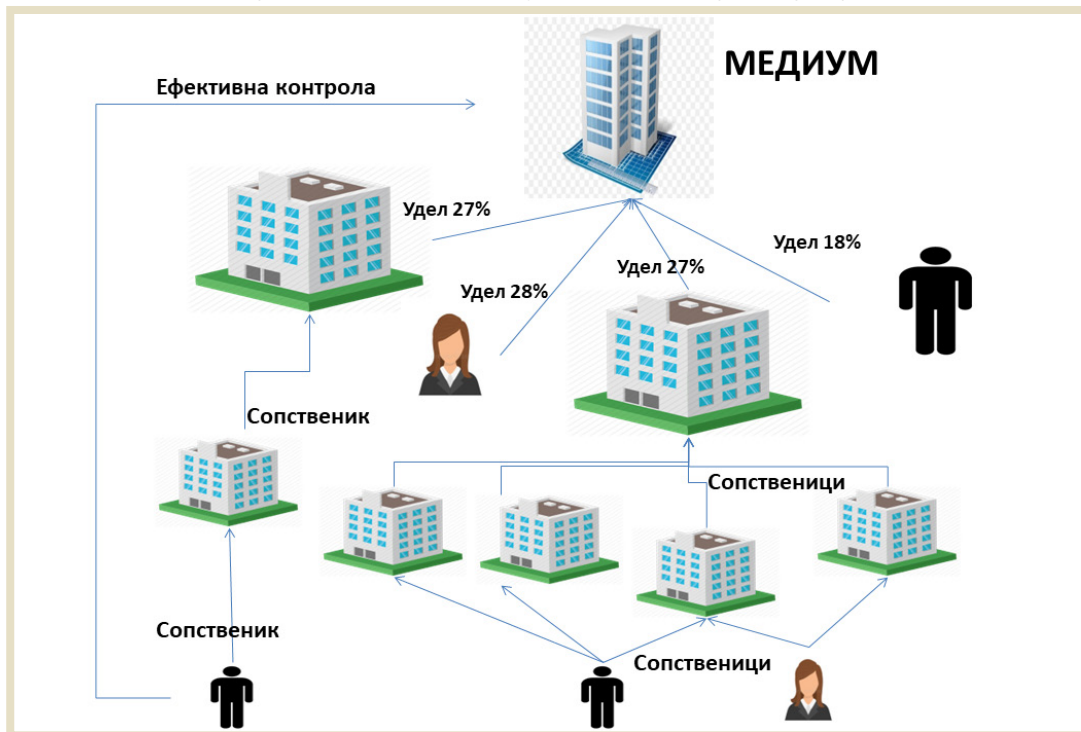 МЕДИУМ
Ефективна контрола
Удел 27%
Удел 18%
Удел 27%
Удел 28%
Сопственик
Сопственици
Сопственик
Сопственици